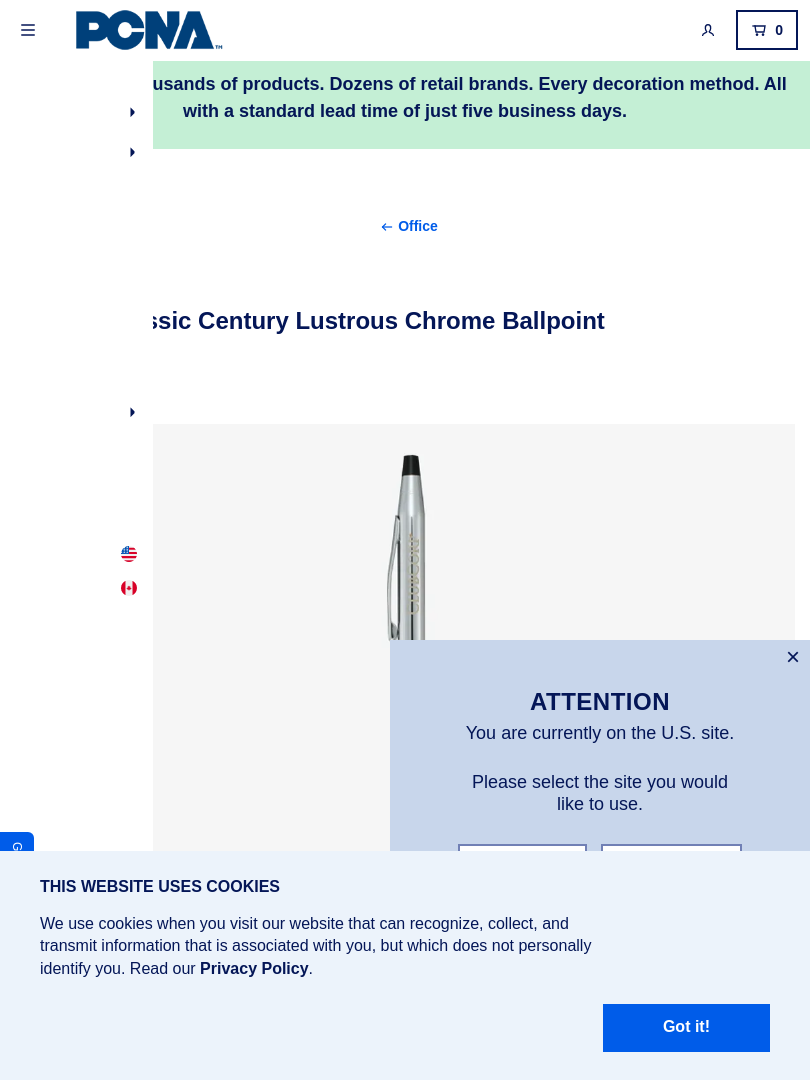 PCNA™
0
usands of products. Dozens of retail brands. Every decoration method. All
with a standard lead time of just five business days.
← Office
ssic Century Lustrous Chrome Ballpoint
ATTENTION
You are currently on the U.S. site.
Please select the site you would
like to use.
G
THIS WEBSITE USES COOKIES
We use cookies when you visit our website that can recognize, collect, and
transmit information that is associated with you, but which does not personally
identify you. Read our Privacy Policy.
Got it!